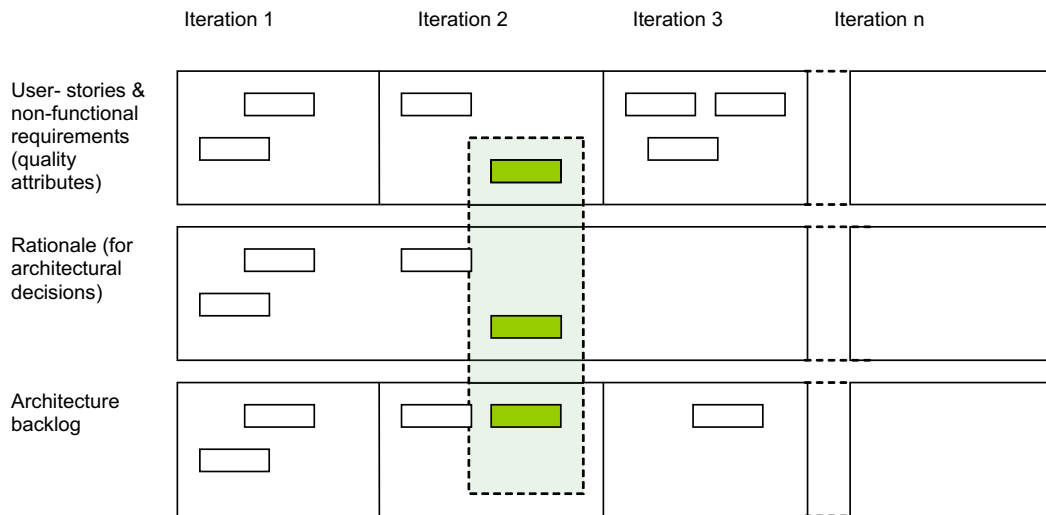 Iteration 1
Iteration 2
Iteration 3
Iteration n
User- stories &
non-functional
requirements
(quality
attributes)
Rationale (for
architectural
decisions)
Architecture
backlog